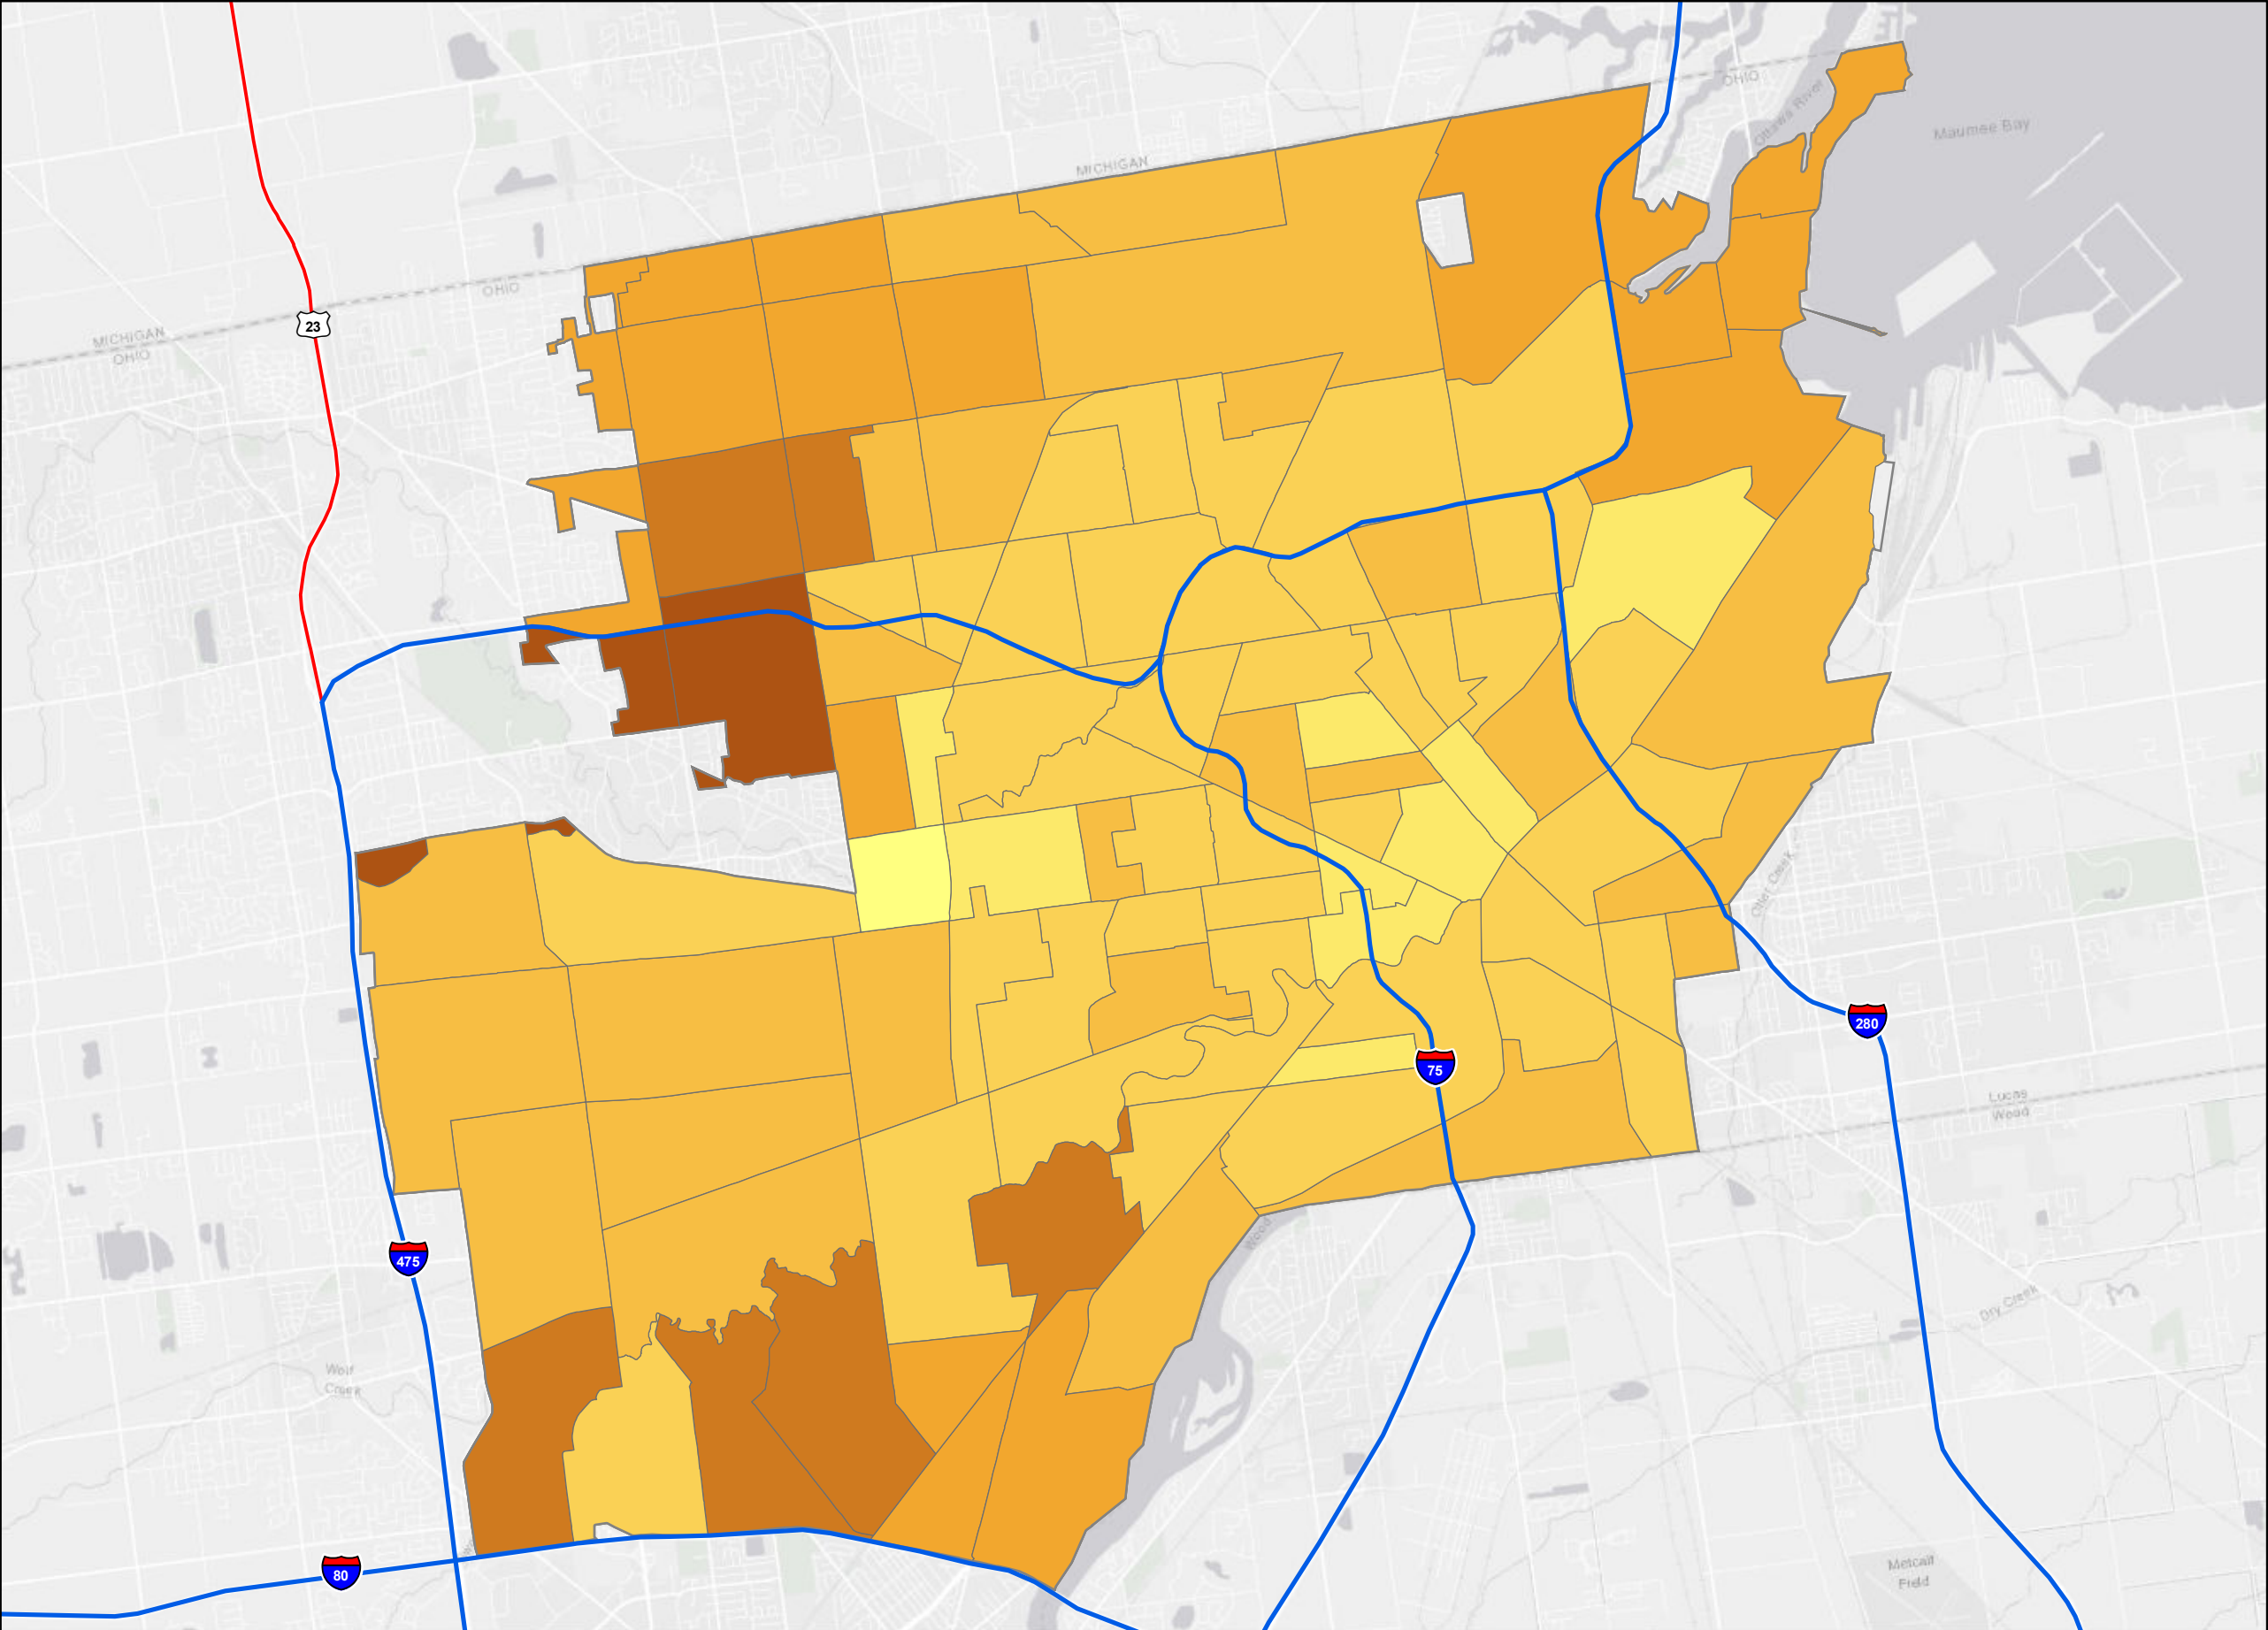 OHIO
Ottawa River
Maumee Bay
MICHIGAN
OHIO
23
MICHIGAN
OHIO
Otter Creek
280
Lucas
Wood
75
Wood
475
Dry Creek
Wolf
Creek
80
Metcalf
Field